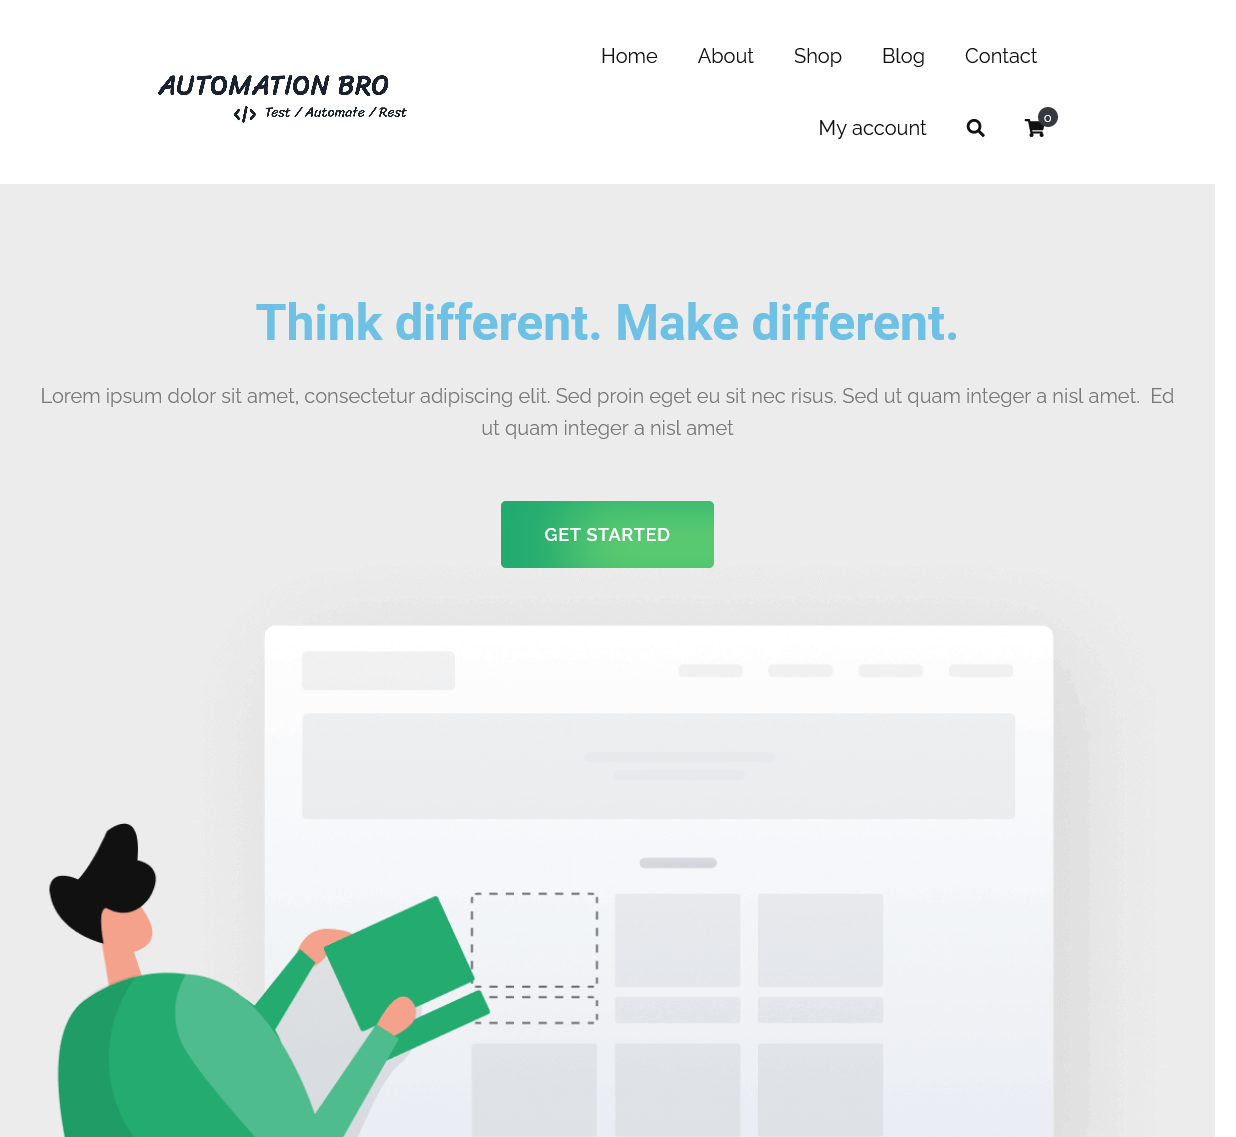 AUTOMATION BRO
</> Test / Automate / Rest
Home About Shop Blog Contact
My account 0
Think different. Make different.
Lorem ipsum dolor sit amet, consectetur adipiscing elit. Sed proin eget eu sit nec risus. Sed ut quam integer a nisl amet.  Ed
ut quam integer a nisl amet
GET STARTED